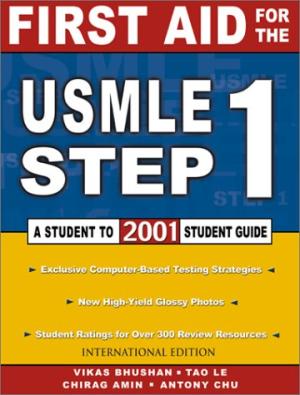 FIRST AID FOR THE
USMLE
STEP 1
A STUDENT TO 2001 STUDENT GUIDE
Exclusive Computer-Based Testing Strategies
New High-Yield Glossy Photos
Student Ratings for Over 300 Review Resources
INTERNATIONAL EDITION
VIKAS BHUSHAN · TAO LE
CHIRAG AMIN · ANTONY CHU